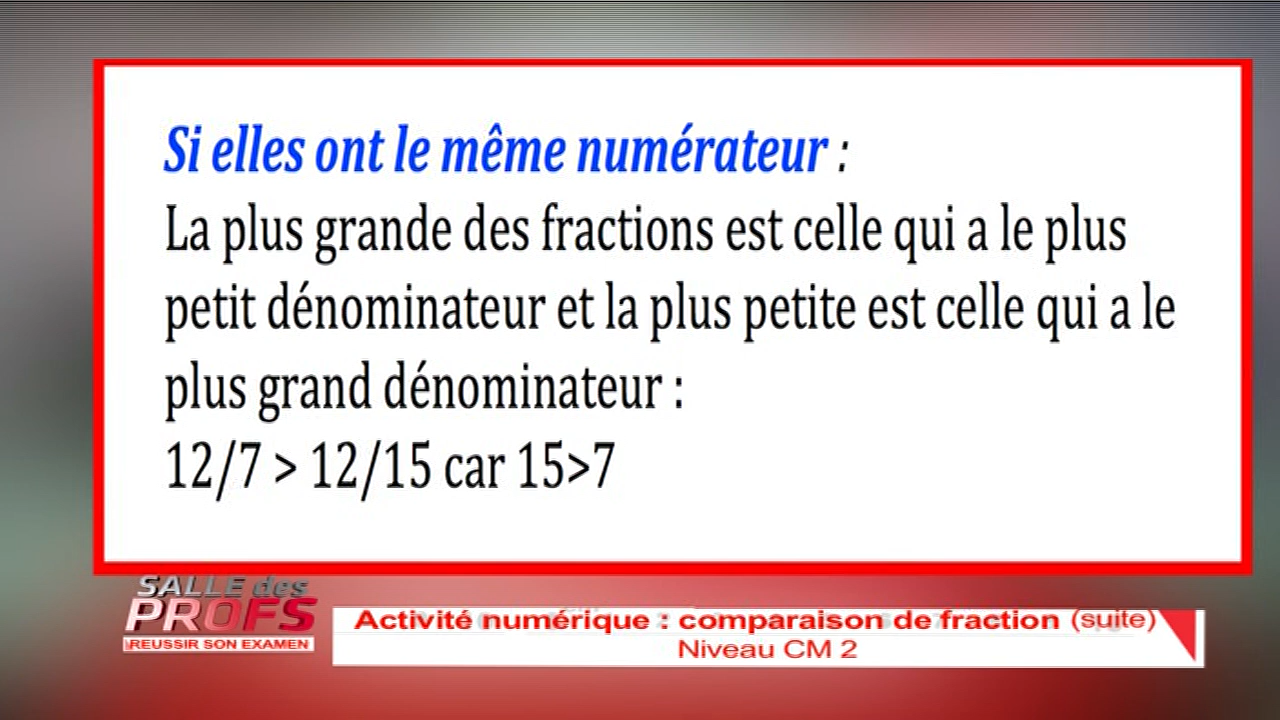 Si elles ont le même numérateur :
La plus grande des fractions est celle qui a le plus
petit dénominateur et la plus petite est celle qui a le
plus grand dénominateur :
12/7 > 12/15 car 15>7
SALLE des
PROFS
REUSSIR SON EXAMEN
Activité numérique : comparaison de fraction (suite)
Niveau CM 2